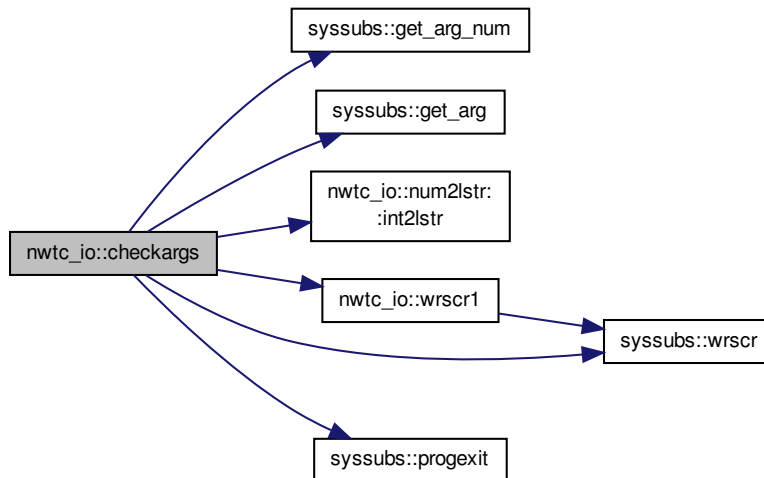 syssubs::get_arg_num
syssubs::get_arg
nwtc_io::num2lstr:
:int2lstr
nwtc_io::checkargs
nwtc_io::wrscr1
syssubs::wrscr
syssubs::progexit